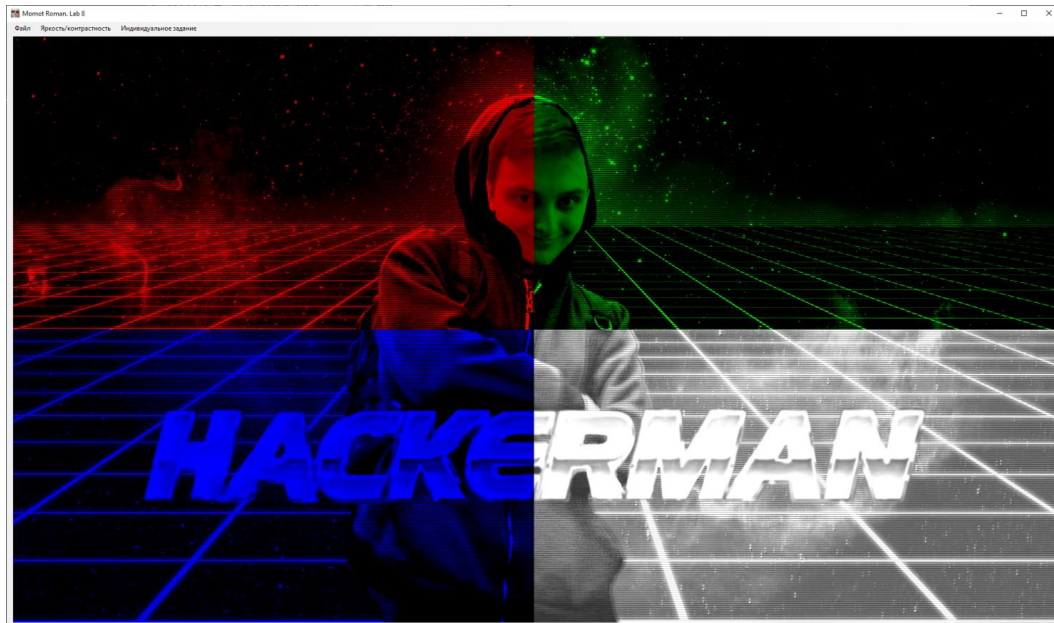 Momot Roman. Lab 8
Файл Яркость/контрастность Индивидуальное задание
HACKERMAN